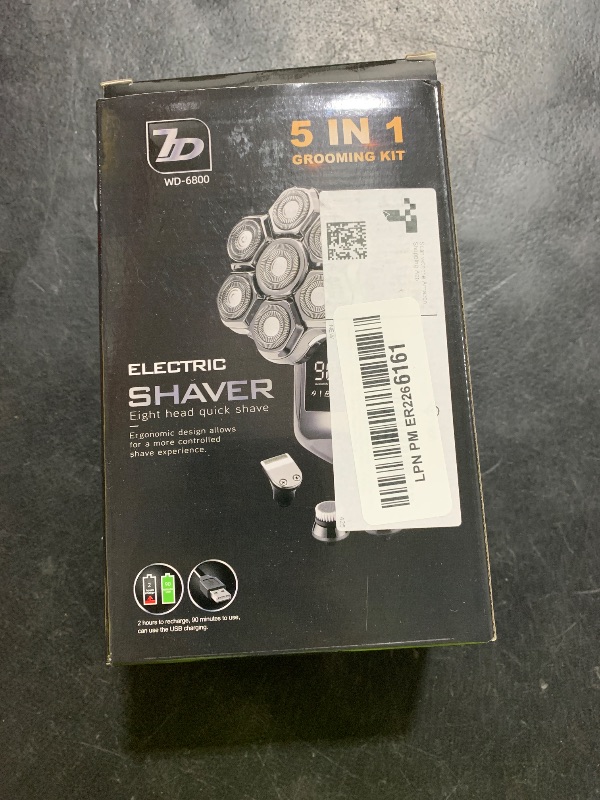 7D
WD-6800
5 IN 1
GROOMING KIT
ELECTRIC
SHAVER
Eight head quick shave
Ergonomic design allows
for a more controlled
shave experience.
LPN PM ER2266161
2 hours to recharge, 90 minutes to use,
can use the USB charging.